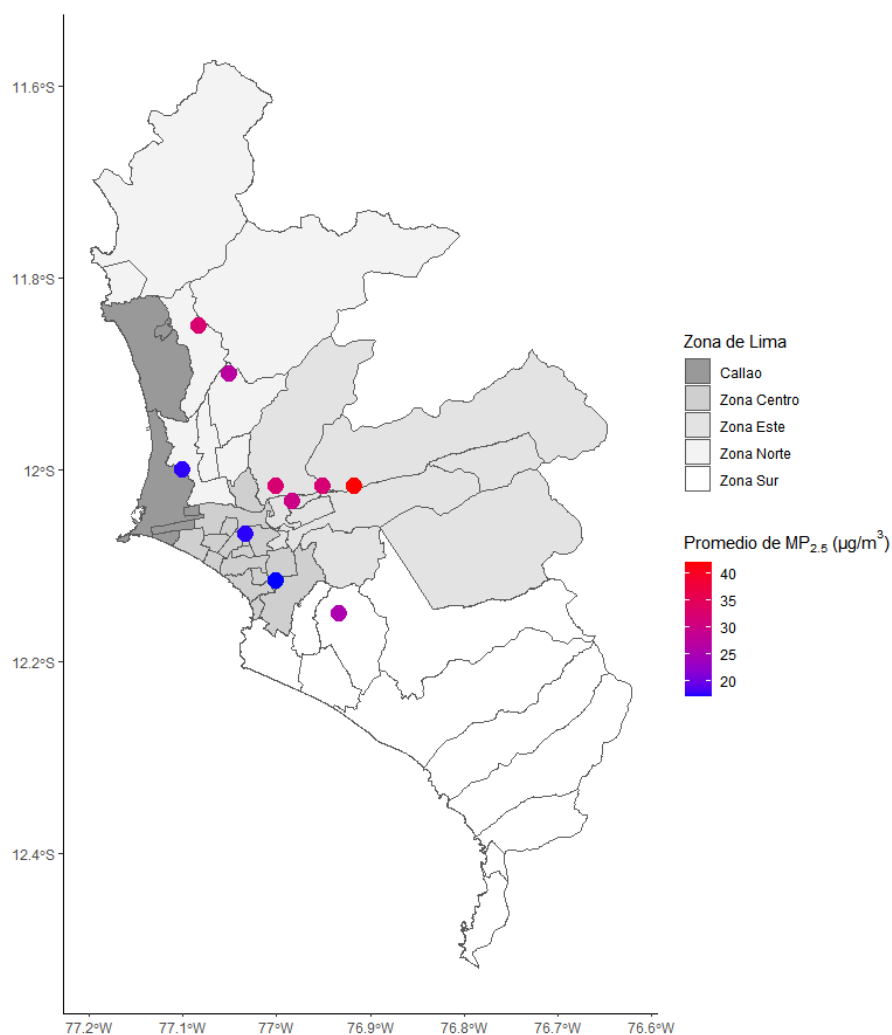 11.6°S
11.8°S
12°S
12.2°S
12.4°S
77.2°W 77.1°W 77°W 76.9°W 76.8°W 76.7°W 76.6°W
Zona de Lima
Callao
Zona Centro
Zona Este
Zona Norte
Zona Sur
Promedio de MP2.5 (µg/m³)
40
35
30
25
20